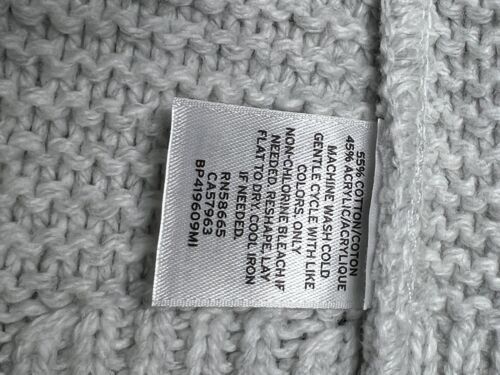 55% COTTON/COTON
45% ACRYLIC/ACRYLIQUE
MACHINE WASH COLD
GENTLE CYCLE WITH LIKE
COLORS. ONLY
NON-CHLORINE BLEACH IF
NEEDED. RESHAPE. LAY
FLAT TO DRY. COOL IRON
IF NEEDED.
RN58665
CA57963
BP419609MI